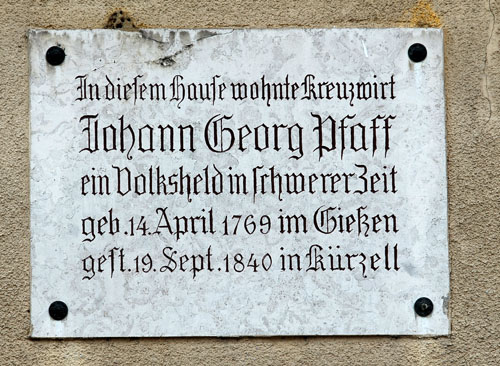 In diesem Hause wohnte Kreuzwirt
Johann Georg Pfaff
ein Volksheld in schwerer Zeit
geb. 14. April 1769 im Gießen
gest. 19. Sept. 1840 in Kürzell